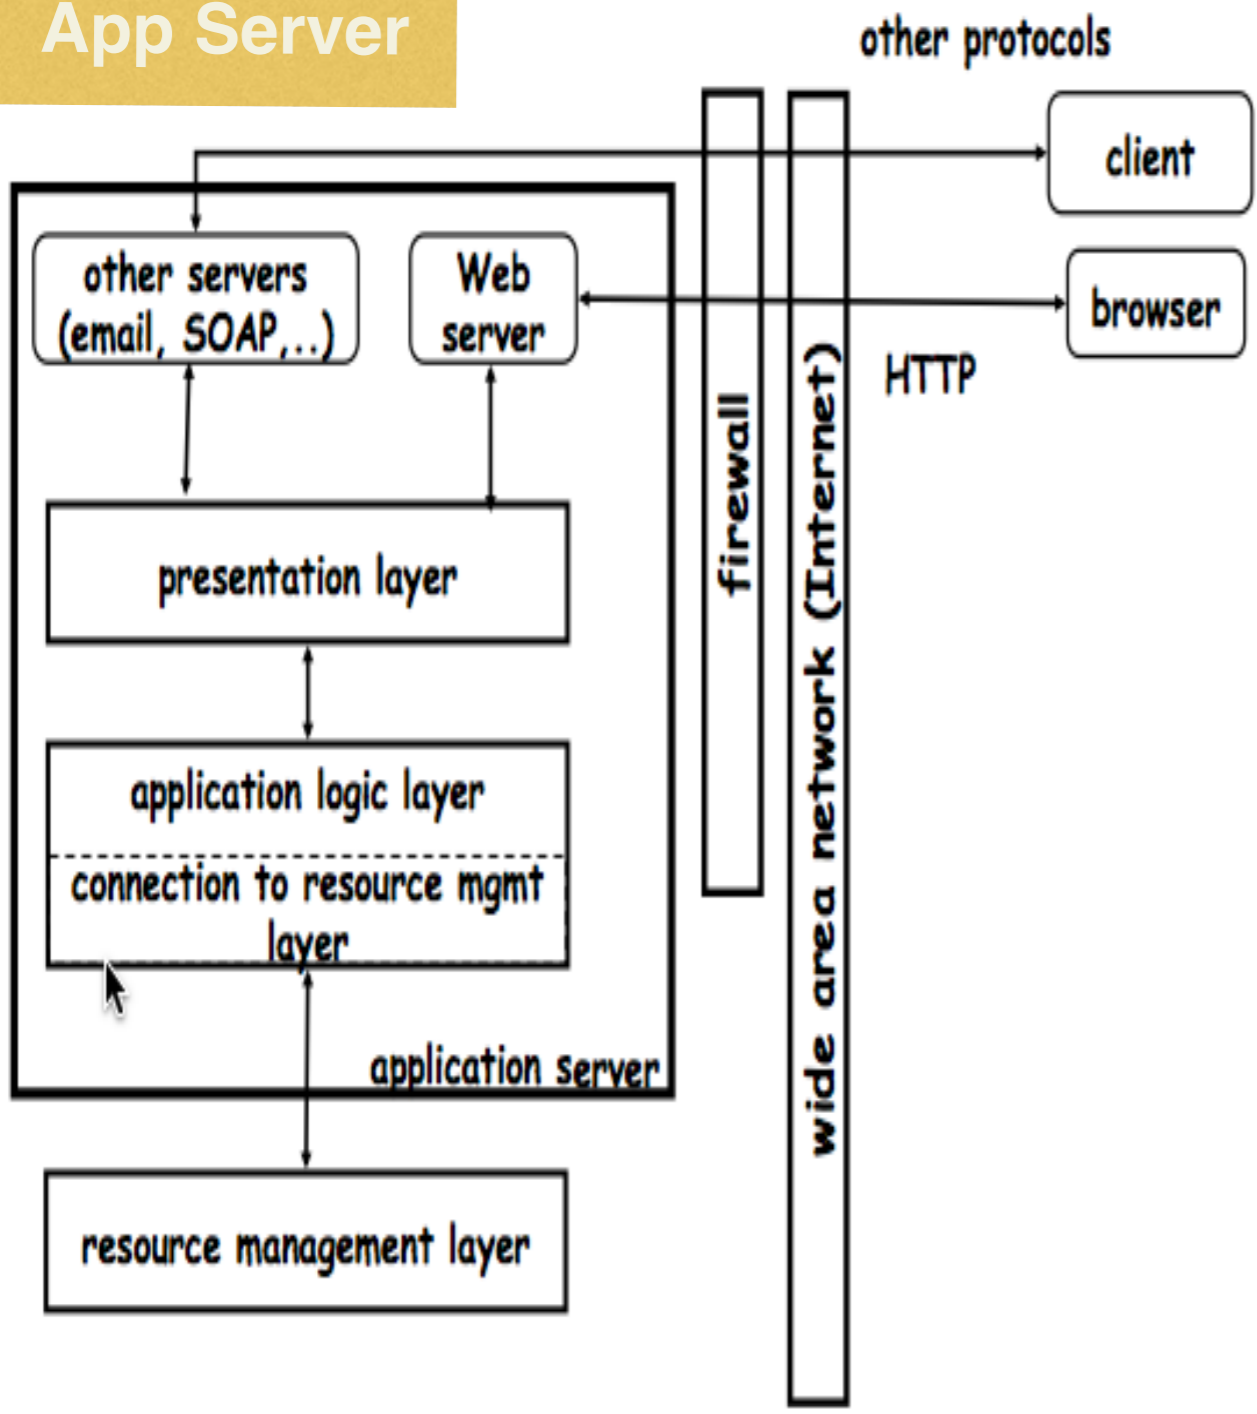 App Server
other protocols
client
other servers
(email, SOAP,..)
Web
server
browser
HTTP
firewall
wide area network (Internet)
presentation layer
application logic layer
connection to resource mgmt
layer
application server
resource management layer